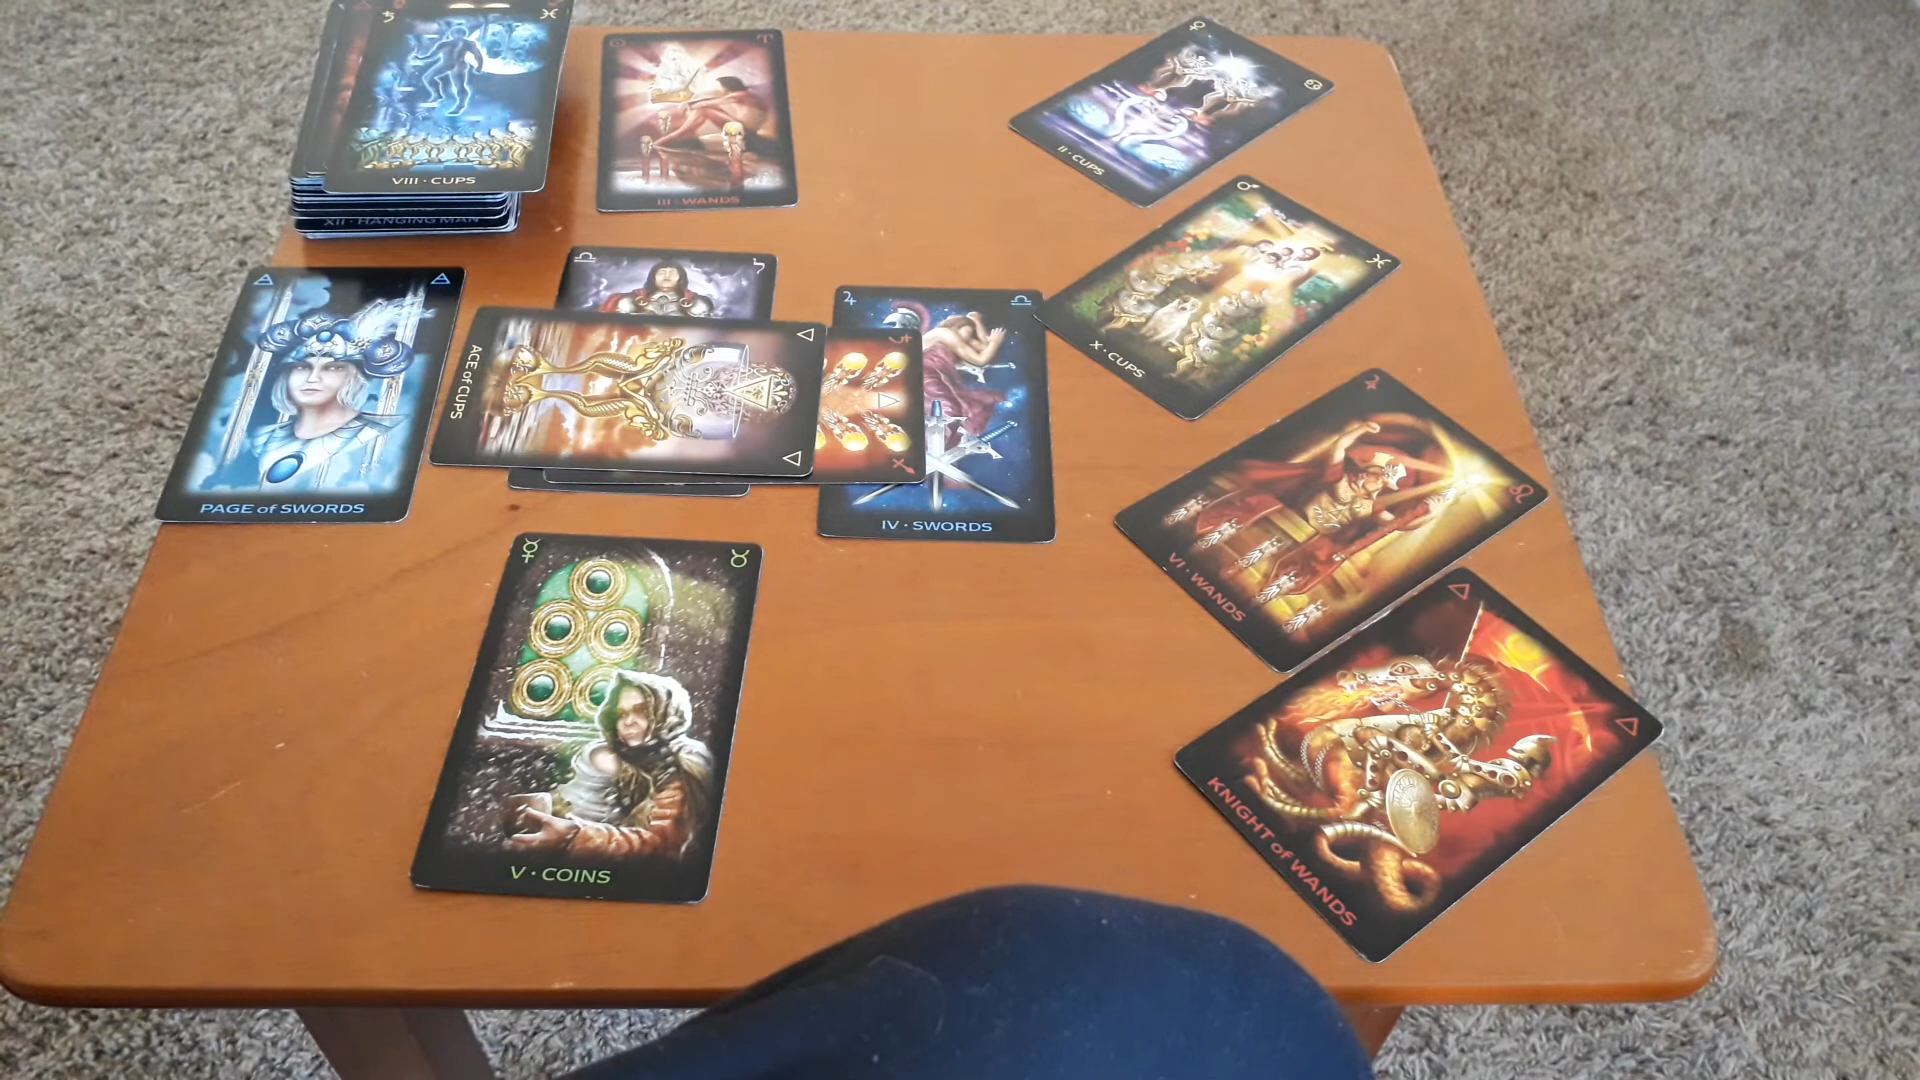 VIII · CUPS
XII · HANGING MAN
III · WANDS
II · CUPS
X · CUPS
PAGE of SWORDS
ACE of CUPS
IV · SWORDS
VI · WANDS
V · COINS
KNIGHT of WANDS